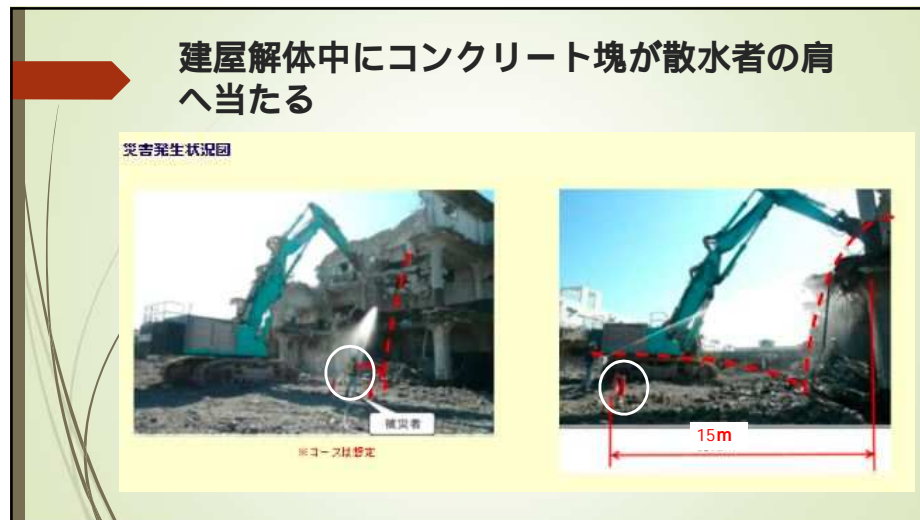 建屋解体中にコンクリート塊が散水者の肩
へ当たる
災害発生状況図
被災者
※コースは想定
15m